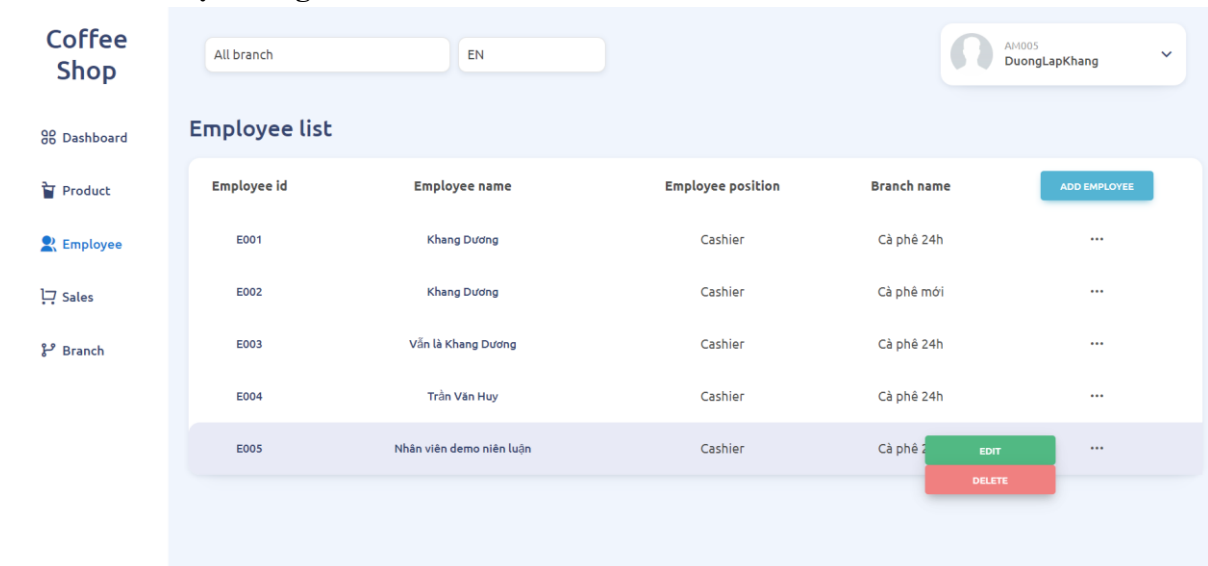 Coffee
Shop
All branch
EN
AM005
DuongLapKhang
Dashboard
Product
Employee
Sales
Branch
Employee list
Employee id Employee name Employee position Branch name ADD EMPLOYEE
E001 Khang Dương Cashier Cà phê 24h ...
E002 Khang Dương Cashier Cà phê mới ...
E003 Vẫn là Khang Dương Cashier Cà phê 24h ...
E004 Trần Văn Huy Cashier Cà phê 24h ...
E005 Nhân viên demo niên luận Cashier Cà phê EDIT ...
DELETE